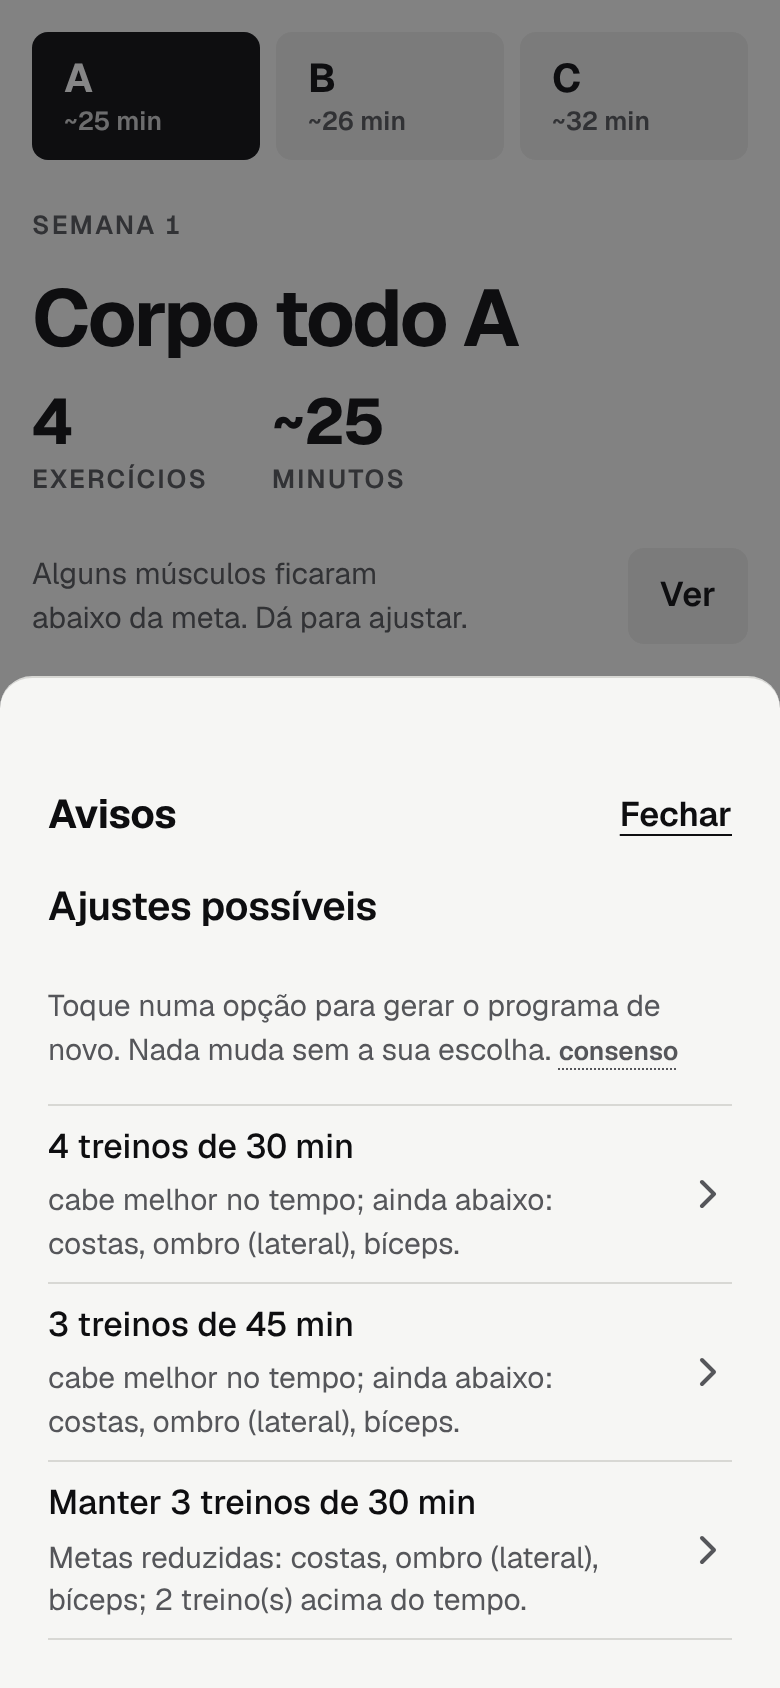 A
~25 min
B
~26 min
C
~32 min
SEMANA 1
Corpo todo A
4
EXERCÍCIOS
~25
MINUTOS
Alguns músculos ficaram
abaixo da meta. Dá para ajustar.
Ver
Avisos
Fechar
Ajustes possíveis
Toque numa opção para gerar o programa de
novo. Nada muda sem a sua escolha. consenso
4 treinos de 30 min
cabe melhor no tempo; ainda abaixo:
costas, ombro (lateral), bíceps.
3 treinos de 45 min
cabe melhor no tempo; ainda abaixo:
costas, ombro (lateral), bíceps.
Manter 3 treinos de 30 min
Metas reduzidas: costas, ombro (lateral),
bíceps; 2 treino(s) acima do tempo.